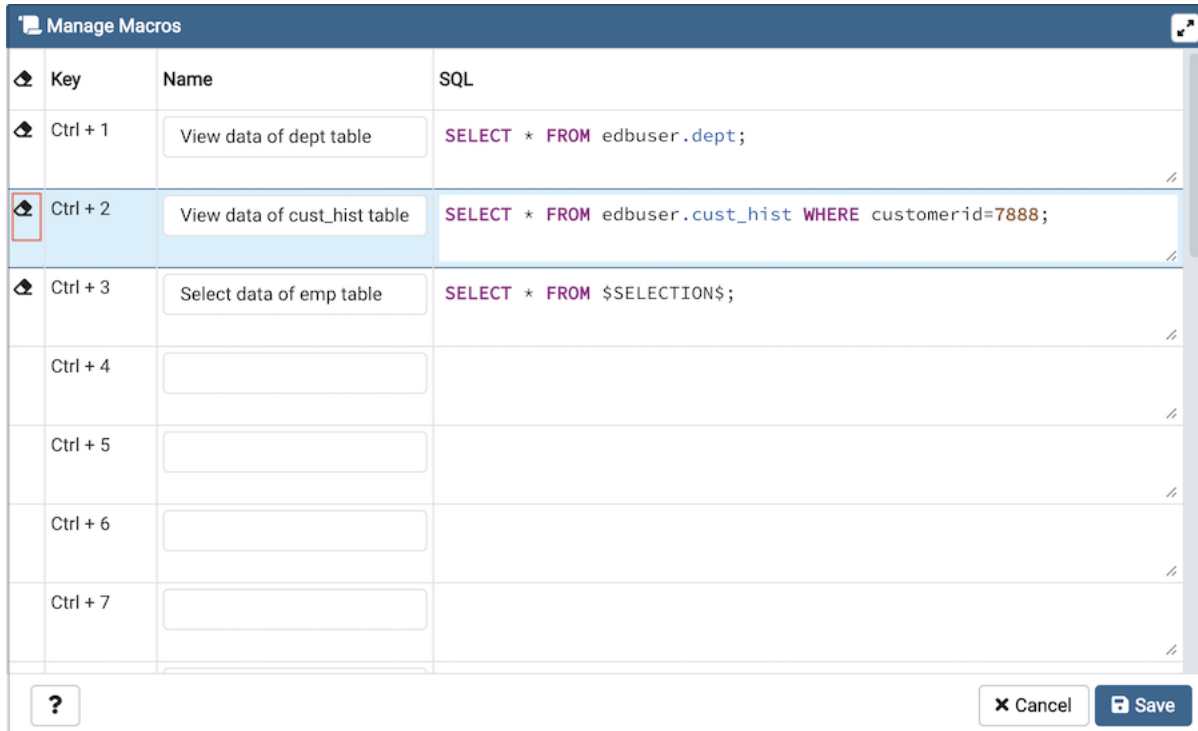 Manage Macros
Key Name SQL
Ctrl + 1 View data of dept table SELECT * FROM edbuser.dept;
Ctrl + 2 View data of cust_hist table SELECT * FROM edbuser.cust_hist WHERE customerid=7888;
Ctrl + 3 Select data of emp table SELECT * FROM $SELECTION$;
Ctrl + 4
Ctrl + 5
Ctrl + 6
Ctrl + 7
? Cancel Save